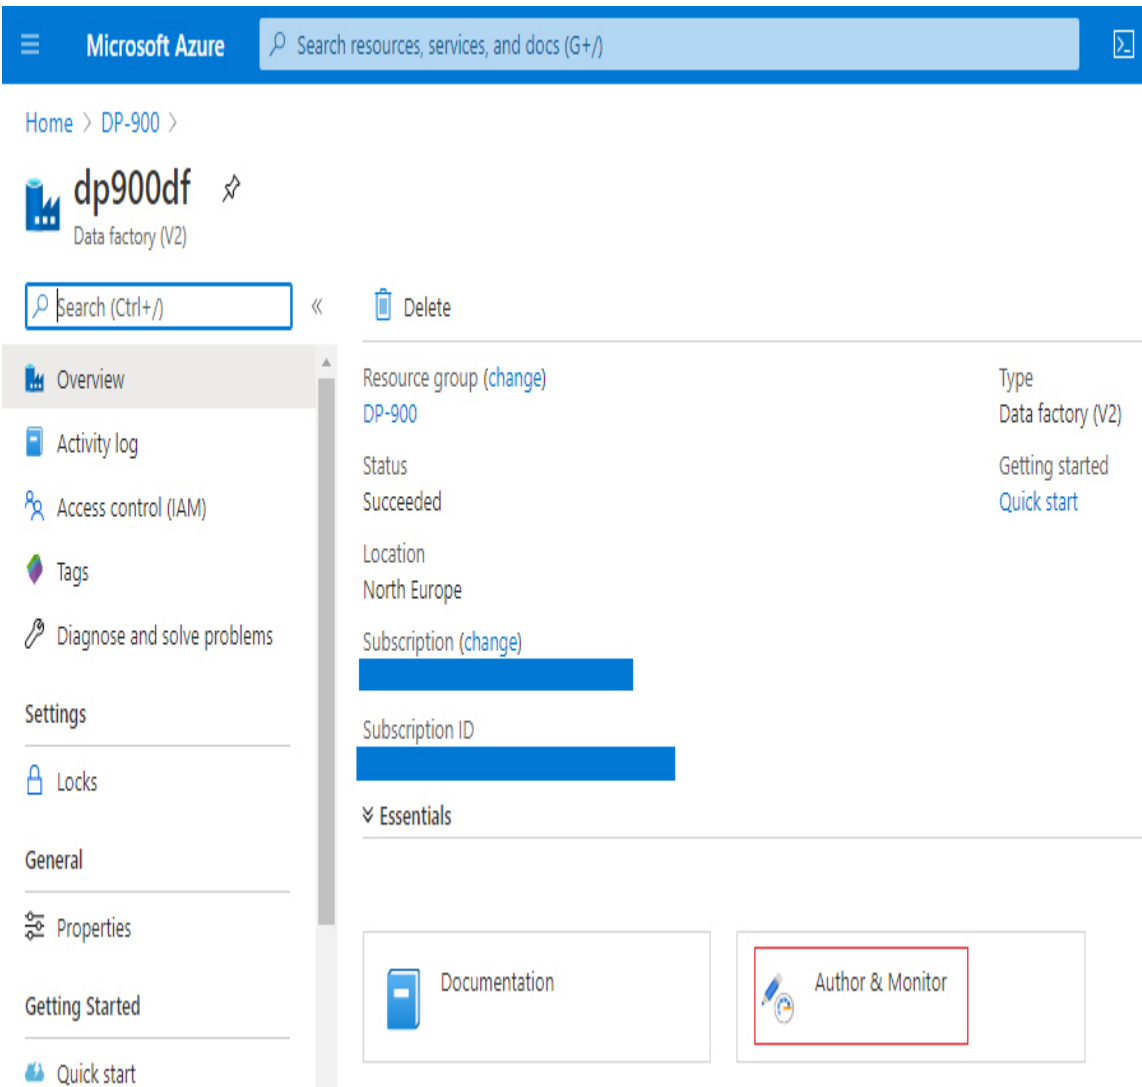 Microsoft Azure
Search resources, services, and docs (G+/)
Home > DP-900 >
dp900df
Data factory (V2)
Search (Ctrl+/)
«
Delete
Overview
Activity log
Access control (IAM)
Tags
Diagnose and solve problems
Settings
Locks
General
Properties
Getting Started
Quick start
Resource group (change)
DP-900
Status
Succeeded
Location
North Europe
Subscription (change)
Subscription ID
Essentials
Type
Data factory (V2)
Getting started
Quick start
Documentation
Author & Monitor